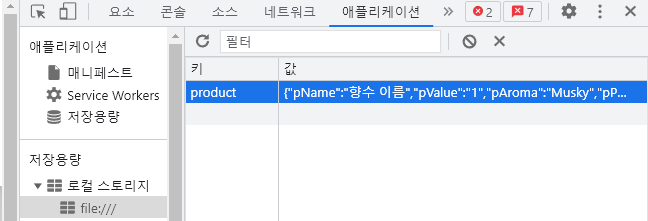 요소 콘솔 소스 네트워크 애플리케이션 » 2 7
애플리케이션
매니페스트
Service Workers
저장용량
저장용량
로컬 스토리지
file:///
필터
키 값
product {"pName":"향수 이름","pValue":"1","pAroma":"Musky","pP...